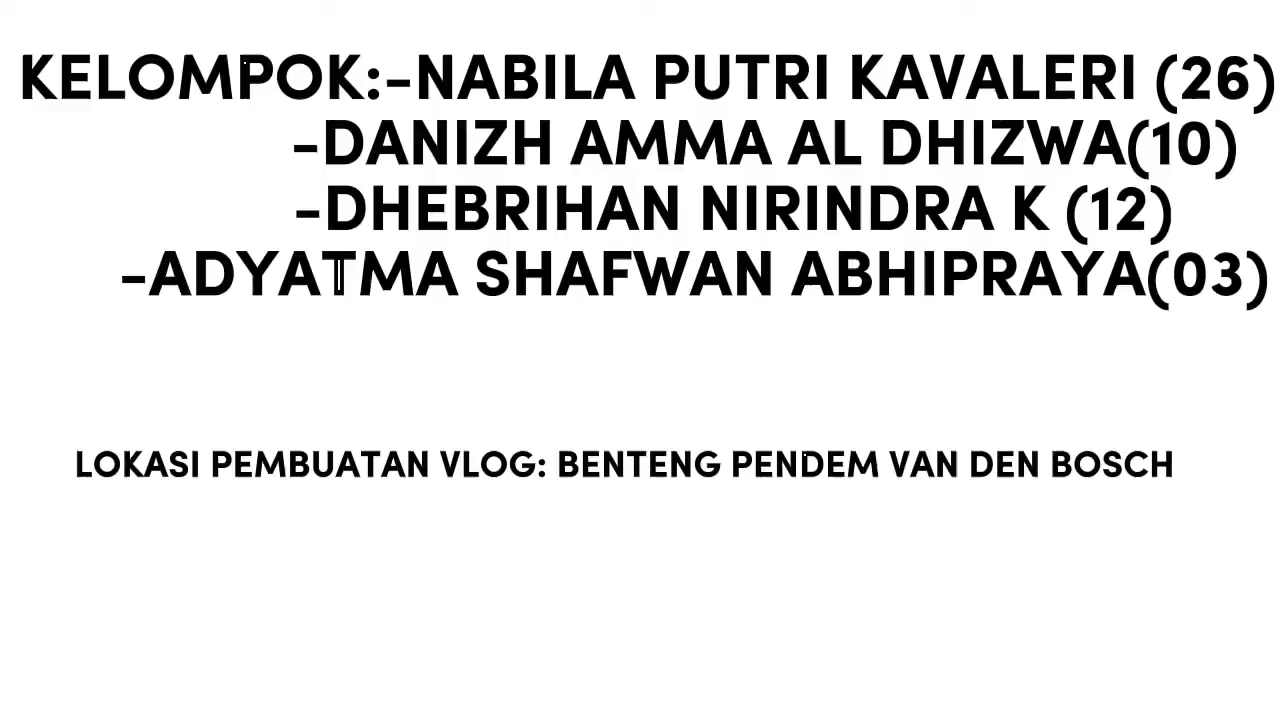 KELOMPOK:-NABILA PUTRI KAVALERI (26)
-DANIZH AMMA AL DHIZWA(10)
-DHEBRIHAN NIRINDRA K (12)
-ADYATMA SHAFWAN ABHIPRAYA(03)
LOKASI PEMBUATAN VLOG: BENTENG PENDEM VAN DEN BOSCH